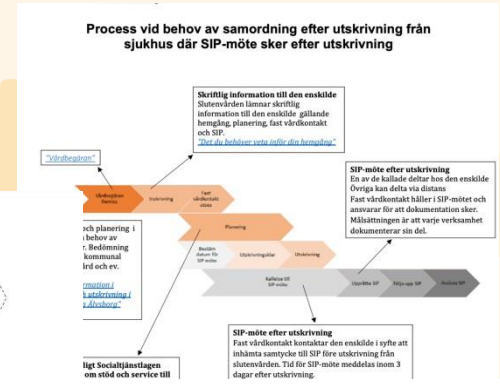 Process vid behov av samordning efter utskrivning från
sjukhus där SIP-möte sker efter utskrivning
Skriftlig information till den enskilde
Slutenvården lämnar skriftlig
information till den enskilde gällande
hemgång, planering, fast vårdkontakt
och SIP.
"Det du behöver veta inför din hemgång"
"Vårdbegäran"
SIP-möte efter utskrivning
En av de kallade deltar hos den enskilde
Övriga kan delta via distans
Fast vårdkontakt håller i SIP-mötet och
ansvarar för att dokumentation sker.
Målsättningen är att varje verksamhet
dokumenterar sin del.
Vårdbegäran
Remiss
Inskrivning
Fast
vårdkontakt
utses
Planering
och planering i
behov av
. Bedömning
kommunal
rd och ev.
rmation i
h utskrivning i
a Älvsborg"
Bestäm
datum för
SIP-möte
Utskrivningsklar
Utskrivning
Kallelse till
SIP-möte
Upprätta SIP
Följa upp SIP
Avsluta SIP
SIP-möte efter utskrivning
Fast vårdkontakt kontaktar den enskilde i syfte att
inhämta samtycke till SIP före utskrivning från
slutenvården. Tid för SIP-möte meddelas inom 3
dagar efter utskrivning.
ligt Socialtjänstlagen
om stöd och service till